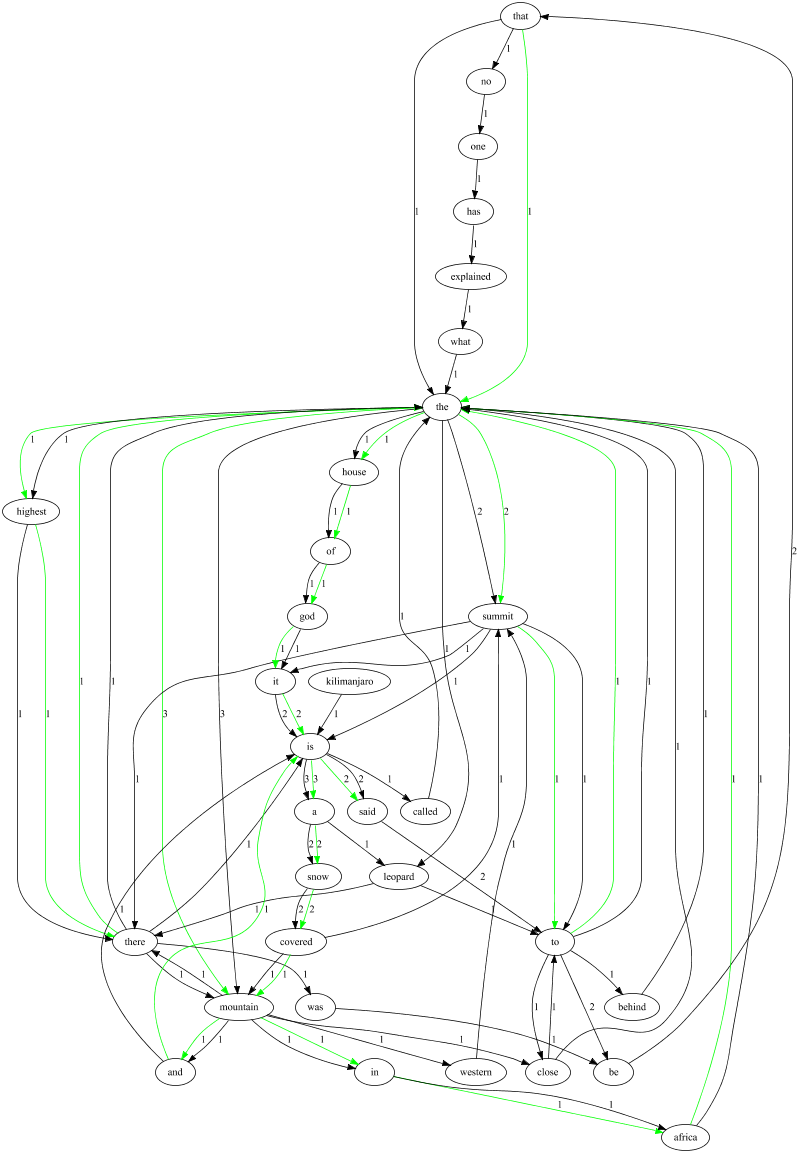 that
1
no
1
one
1
has
1 1
1
explained
1
what
1
the
1 1 1 1
house
highest
1 1 2 2
3 3
of
1 1
god
summit
1 1 1 1 1
it
kilimanjaro
1 1 1 1 1 1 1
2 2 1 1 1 1
2
is
3 3 2 2 1
a
said
called
2 2 1 1
snow
leopard
2
1 1 1 1
2 2
there
covered
to
1 1 1 1 1 1 1 1 2
mountain
was
behind
1 1 1 1 1 1 1
and
in
western
close
be
1 1
africa